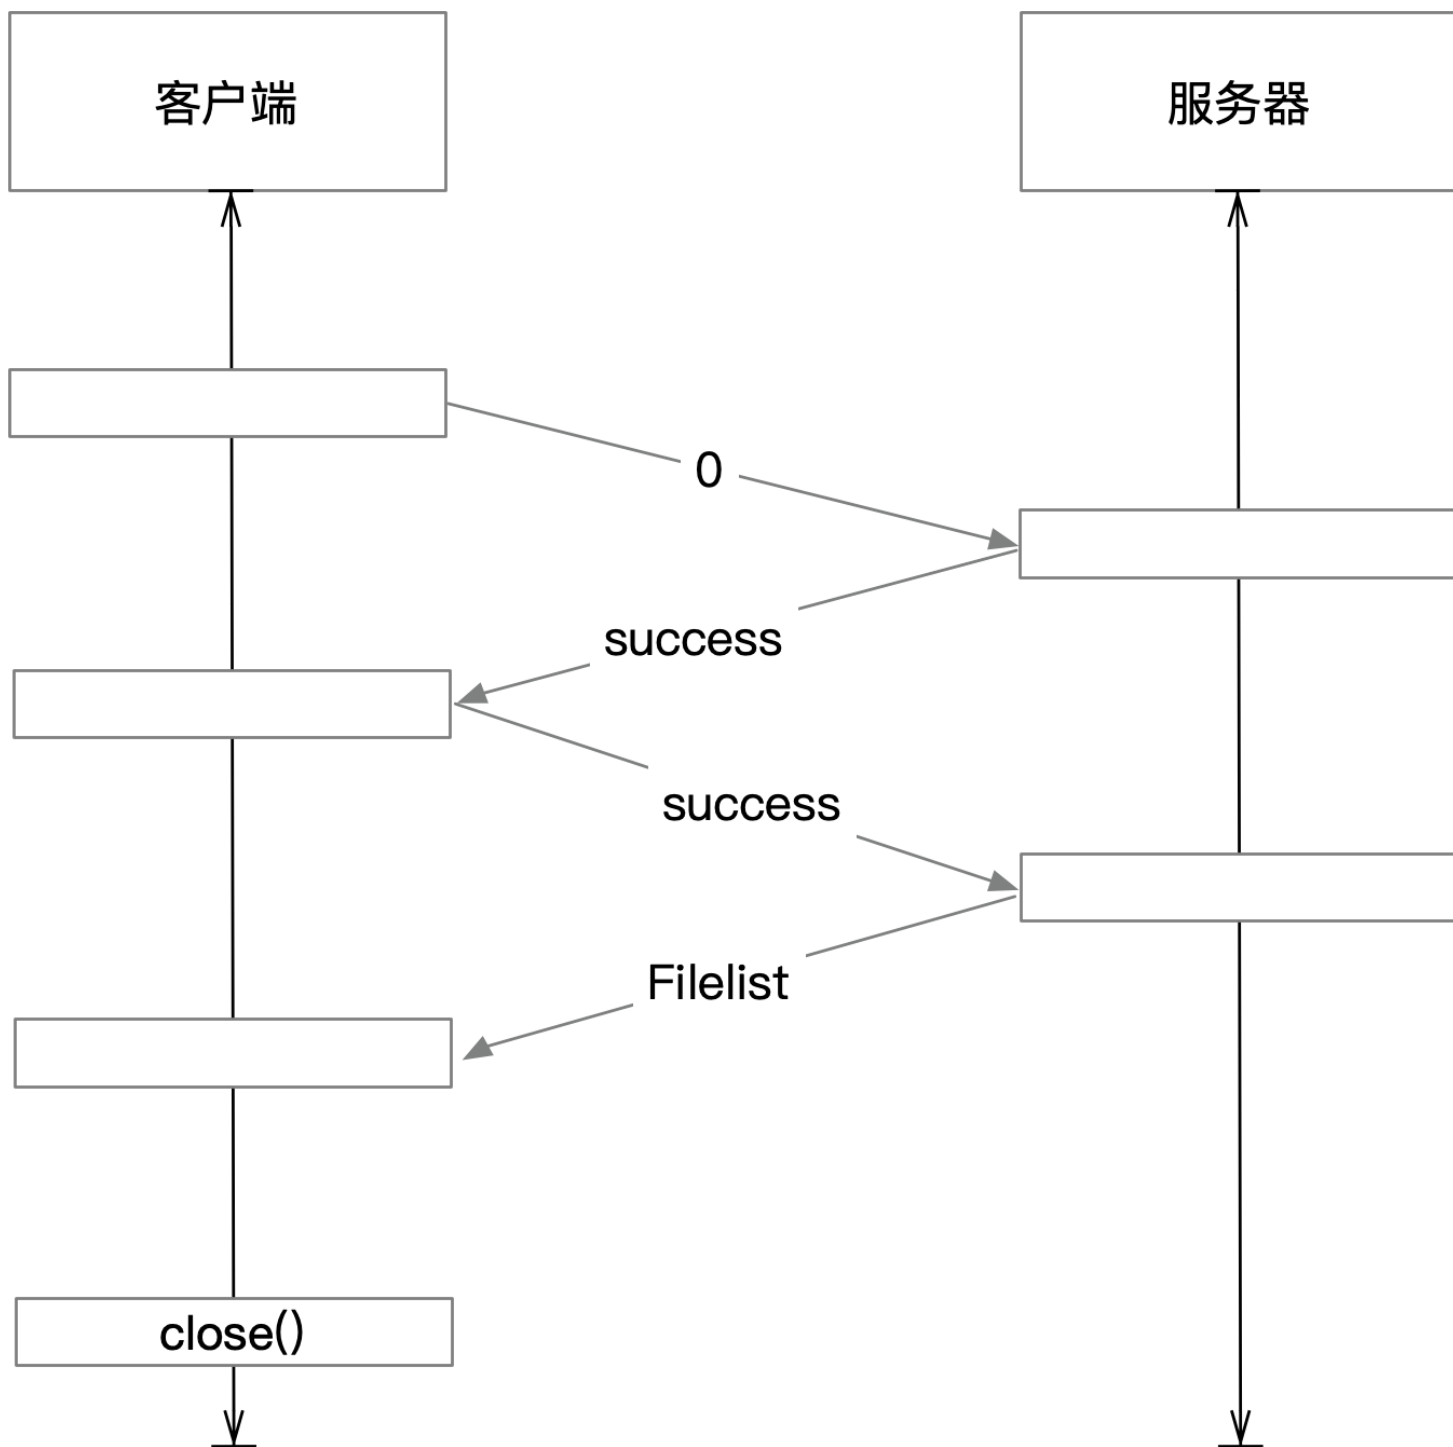 客户端
服务器
0
success
success
Filelist
close()